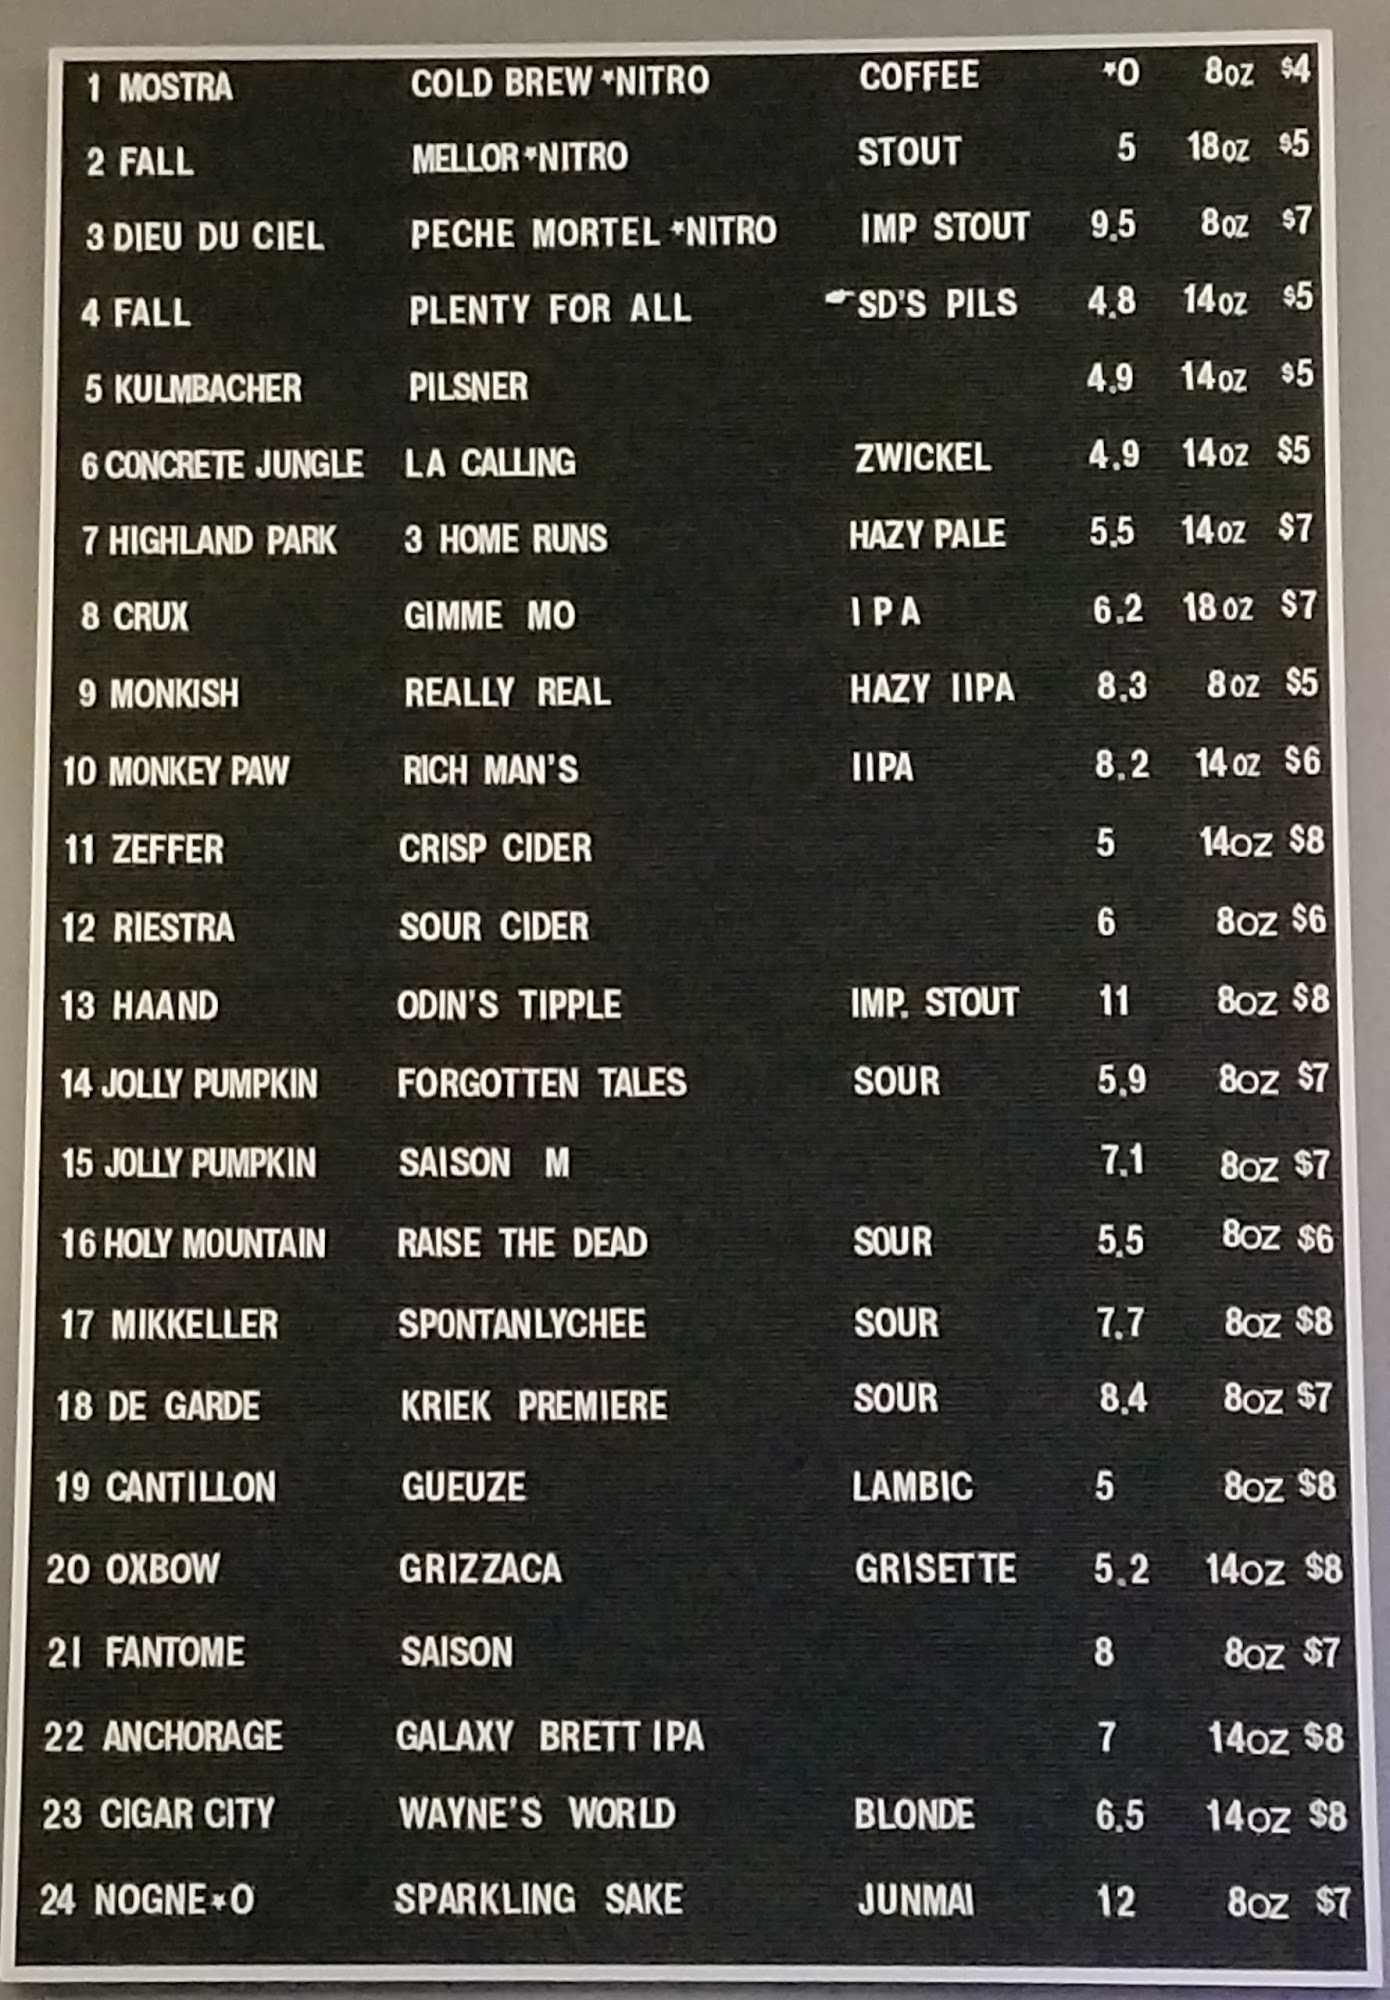 1 MOSTRA COLD BREW *NITRO COFFEE *0 8OZ $4
2 FALL MELLOR *NITRO STOUT 5 18OZ $5
3 DIEU DU CIEL PECHE MORTEL *NITRO IMP STOUT 9.5 8OZ $7
4 FALL PLENTY FOR ALL SD'S PILS 4.8 14OZ $5
5 KULMBACHER PILSNER 4.9 14OZ $5
6 CONCRETE JUNGLE LA CALLING ZWICKEL 4.9 14OZ $5
7 HIGHLAND PARK 3 HOME RUNS HAZY PALE 5.5 14OZ $7
8 CRUX GIMME MO IPA 6.2 18OZ $7
9 MONKISH REALLY REAL HAZY IIPA 8.3 8OZ $5
10 MONKEY PAW RICH MAN'S IIPA 8.2 14OZ $6
11 ZEFFER CRISP CIDER 5 14OZ $8
12 RIESTRA SOUR CIDER 6 8OZ $6
13 HAAND ODIN'S TIPPLE IMP. STOUT 11 8OZ $8
14 JOLLY PUMPKIN FORGOTTEN TALES SOUR 5.9 8OZ $7
15 JOLLY PUMPKIN SAISON M 7.1 8OZ $7
16 HOLY MOUNTAIN RAISE THE DEAD SOUR 5.5 8OZ $6
17 MIKKELLER SPONTANLYCHEE SOUR 7.7 8OZ $8
18 DE GARDE KRIEK PREMIERE SOUR 8.4 8OZ $7
19 CANTILLON GUEUZE LAMBIC 5 8OZ $8
20 OXBOW GRIZZACA GRISETTE 5.2 14OZ $8
21 FANTOME SAISON 8 8OZ $7
22 ANCHORAGE GALAXY BRETT IPA 7 14OZ $8
23 CIGAR CITY WAYNE'S WORLD BLONDE 6.5 14OZ $8
24 NOGNE*O SPARKLING SAKE JUNMAI 12 8OZ $7